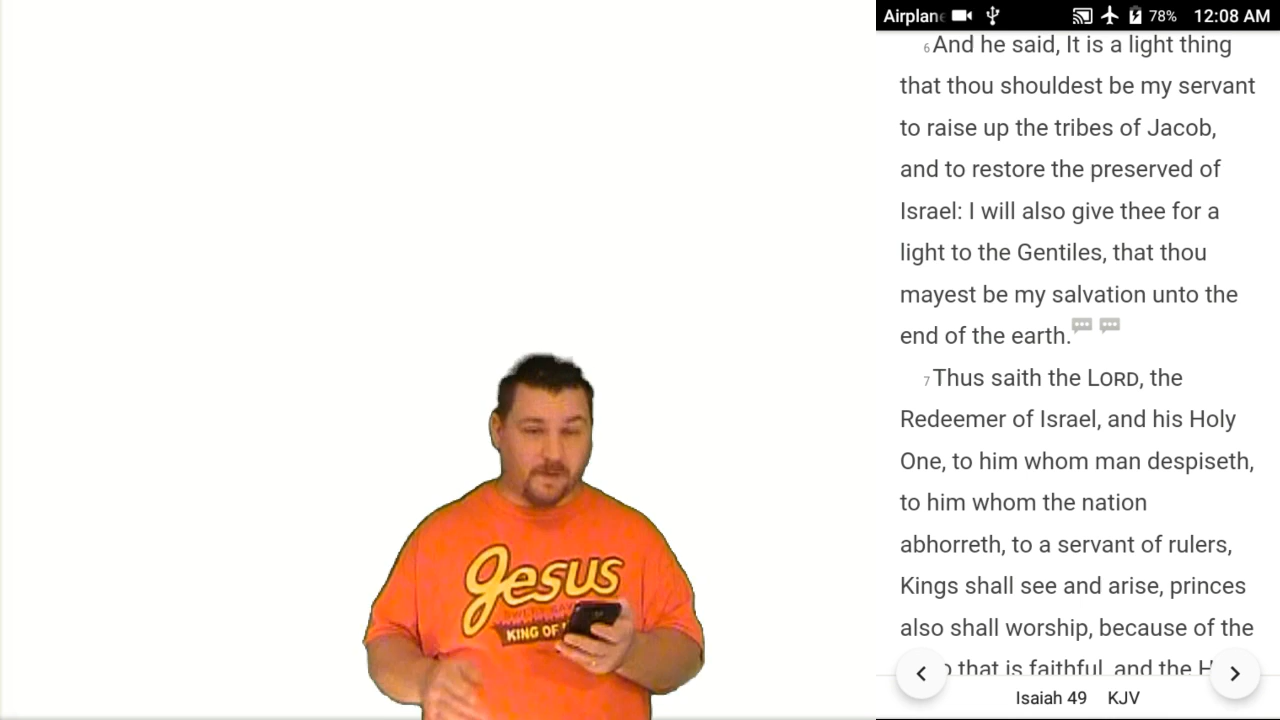 Airplan
78%
12:08 AM
6 And he said, It is a light thing
that thou shouldest be my servant
to raise up the tribes of Jacob,
and to restore the preserved of
Israel: I will also give thee for a
light to the Gentiles, that thou
mayest be my salvation unto the
end of the earth.
7 Thus saith the LORD, the
Redeemer of Israel, and his Holy
One, to him whom man despiseth,
to him whom the nation
abhorreth, to a servant of rulers,
Kings shall see and arise, princes
also shall worship, because of the
that is faithful, and the H
Isaiah 49 KJV
Jesus
KING OF